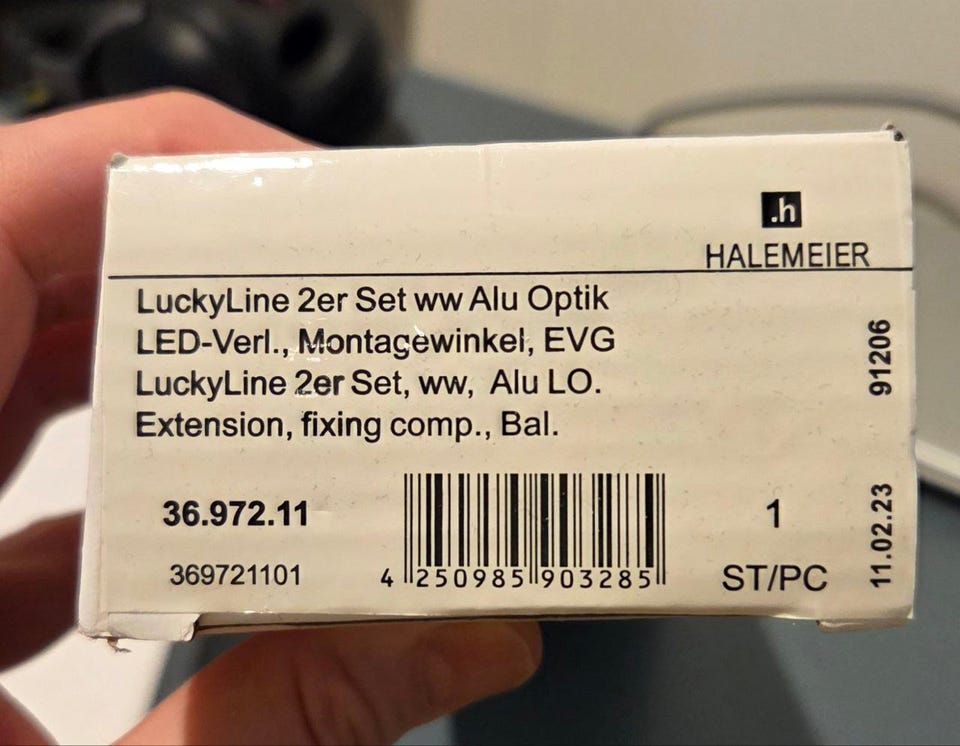 .h
HALEMEIER
LuckyLine 2er Set ww Alu Optik
LED-Verl., Montagewinkel, EVG
LuckyLine 2er Set, ww, Alu LO.
Extension, fixing comp., Bal.
91206
36.972.11
369721101
4 250985 903285
1
ST/PC
11.02.23